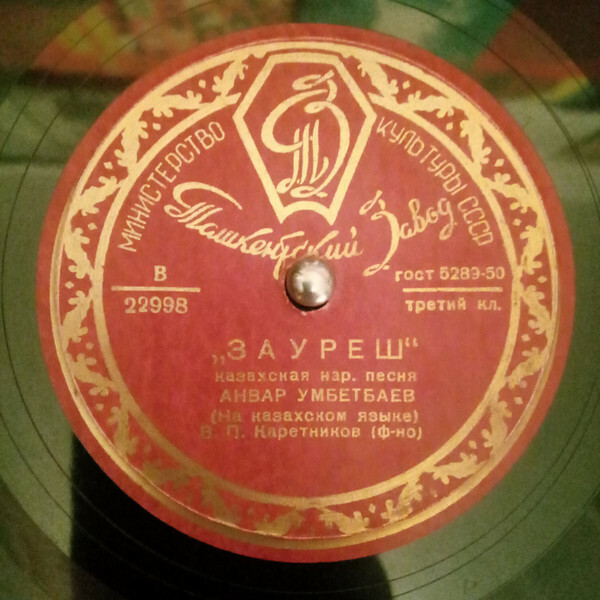 МИНИСТЕРСТВО КУЛЬТУРЫ СССР
ТЗ
Ташкентский Завод
В
22998
ГОСТ 5289-50
третий кл.
„ЗАУРЕШ“
казахская нар. песня
АНВАР УМБЕТБАЕВ
(На казахском языке)
В. П. Каретников (ф-но)